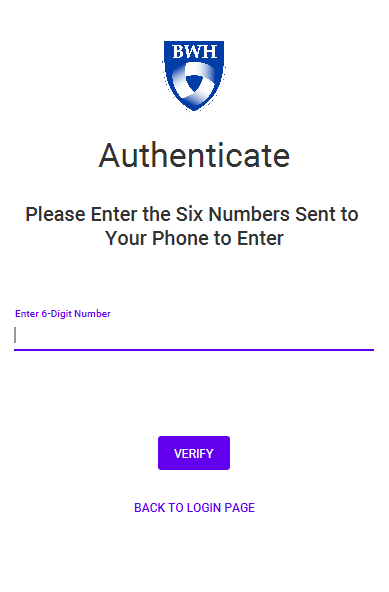 BWH
Authenticate
Please Enter the Six Numbers Sent to
Your Phone to Enter
Enter 6-Digit Number
VERIFY
BACK TO LOGIN PAGE